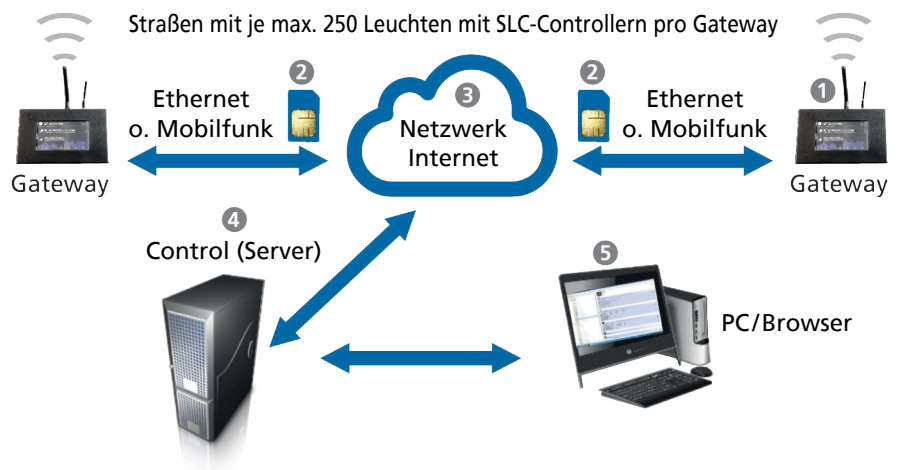 Straßen mit je max. 250 Leuchten mit SLC-Controllern pro Gateway
2
2
1
Ethernet
o. Mobilfunk
3
Netzwerk
Internet
Ethernet
o. Mobilfunk
Gateway
Gateway
4
Control (Server)
5
PC/Browser